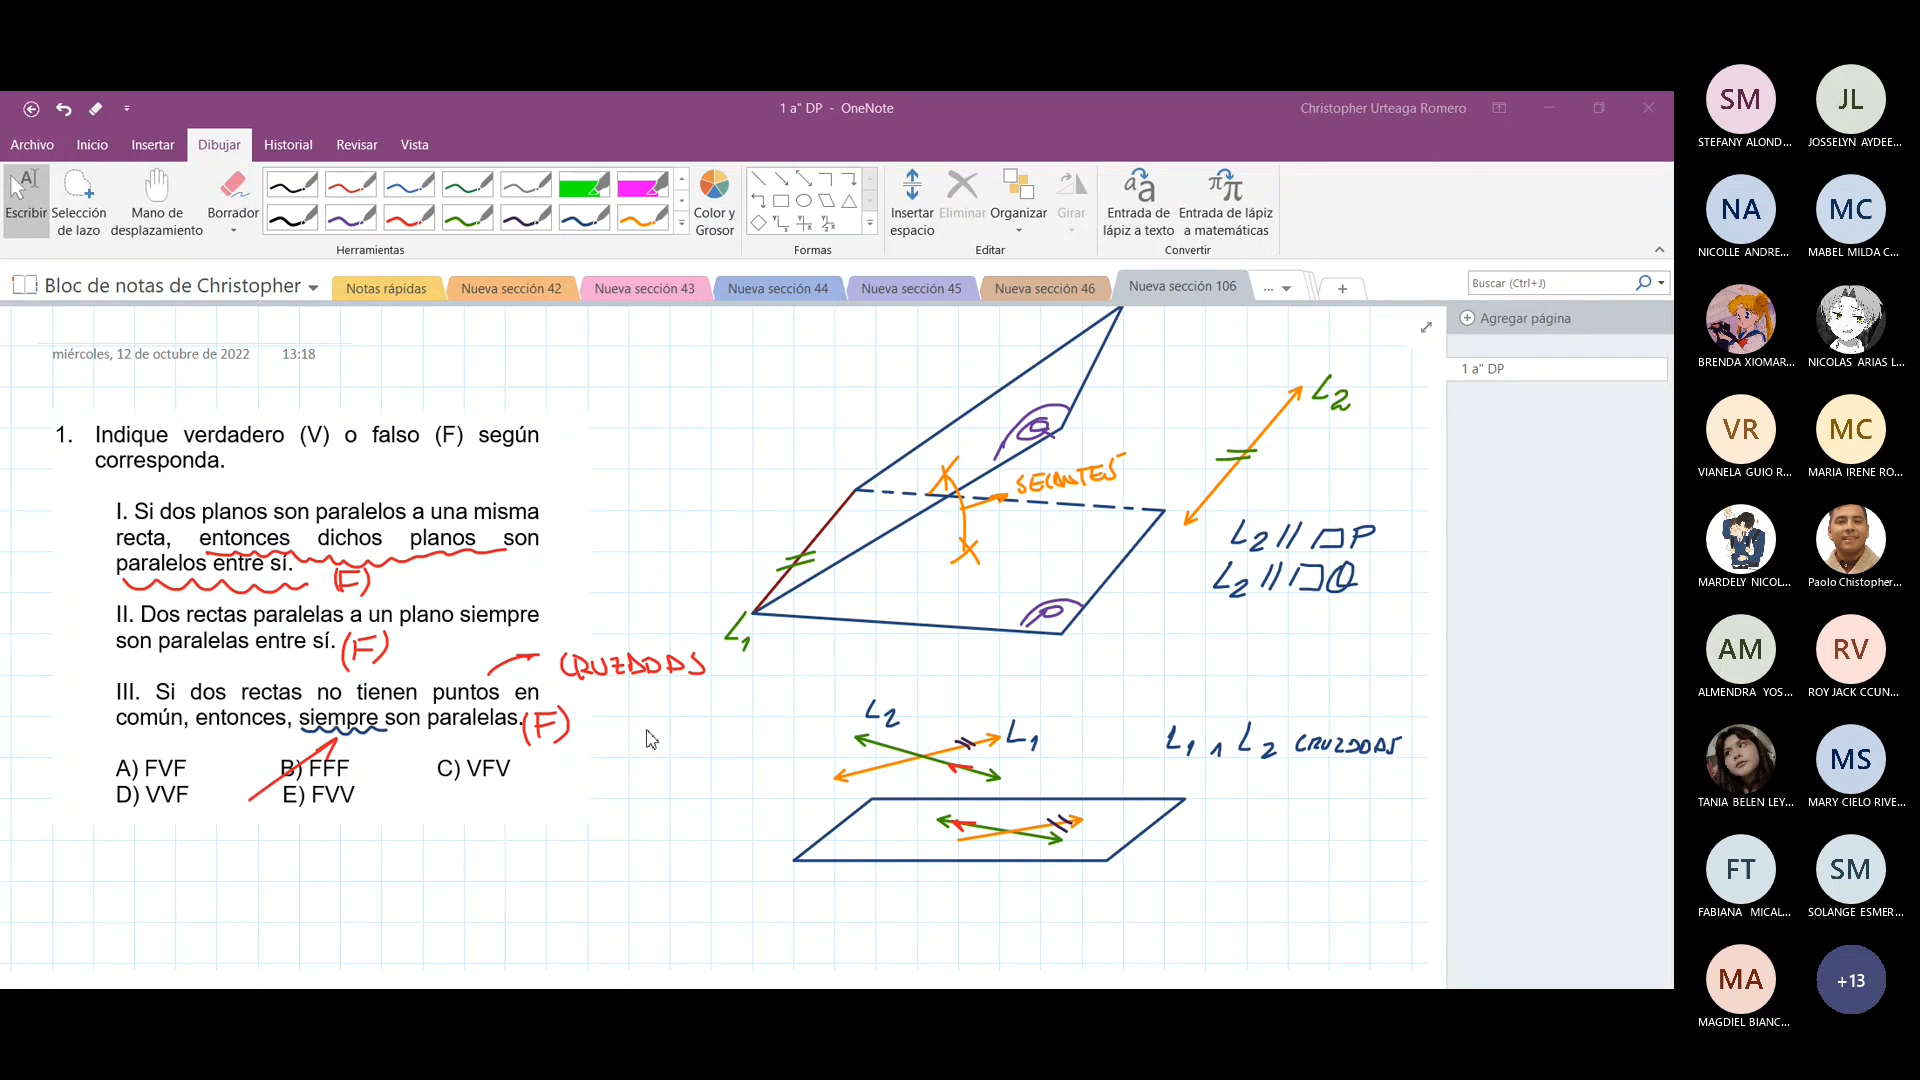 1 a" DP - OneNote
Christopher Urteaga Romero
Archivo Inicio Insertar Dibujar Historial Revisar Vista
Escribir
Selección de lazo
Mano de desplazamiento
Borrador
Color y Grosor
Insertar espacio
Eliminar
Organizar
Girar
Entrada de lápiz a texto
Entrada de lápiz a matemáticas
Herramientas
Formas
Editar
Convertir
Bloc de notas de Christopher
Notas rápidas
Nueva sección 42
Nueva sección 43
Nueva sección 44
Nueva sección 45
Nueva sección 46
Nueva sección 106
...
Buscar (Ctrl+J)
Agregar página
1 a" DP
miércoles, 12 de octubre de 2022 13:18
1. Indique verdadero (V) o falso (F) según
corresponda.
I. Si dos planos son paralelos a una misma
recta, entonces dichos planos son
paralelos entre sí. (F)
II. Dos rectas paralelas a un plano siempre
son paralelas entre sí. (F)
CRUZADAS
III. Si dos rectas no tienen puntos en
común, entonces, siempre son paralelas. (F)
A) FVF B) FFF C) VFV
D) VVF E) FVV
L2
Q
SECANTES
L2 // ▱P
L2 // ▱Q
P
L1
L2
L1
L1 ∧ L2 CRUZADAS
SM
STEFANY ALOND...
JL
JOSSELYN AYDEE...
NA
NICOLLE ANDRE...
MC
MABEL MILDA C...
BRENDA XIOMAR...
NICOLAS ARIAS L...
VR
VIANELA GUIO R...
MC
MARIA IRENE RO...
MARDELY NICOL...
Paolo Chistopher...
AM
ALMENDRA YOS...
RV
ROY JACK CCUN...
TANIA BELEN LEY...
MS
MARY CIELO RIVE...
FT
FABIANA MICAL...
SM
SOLANGE ESMER...
MA
MAGDIEL BIANC...
+13